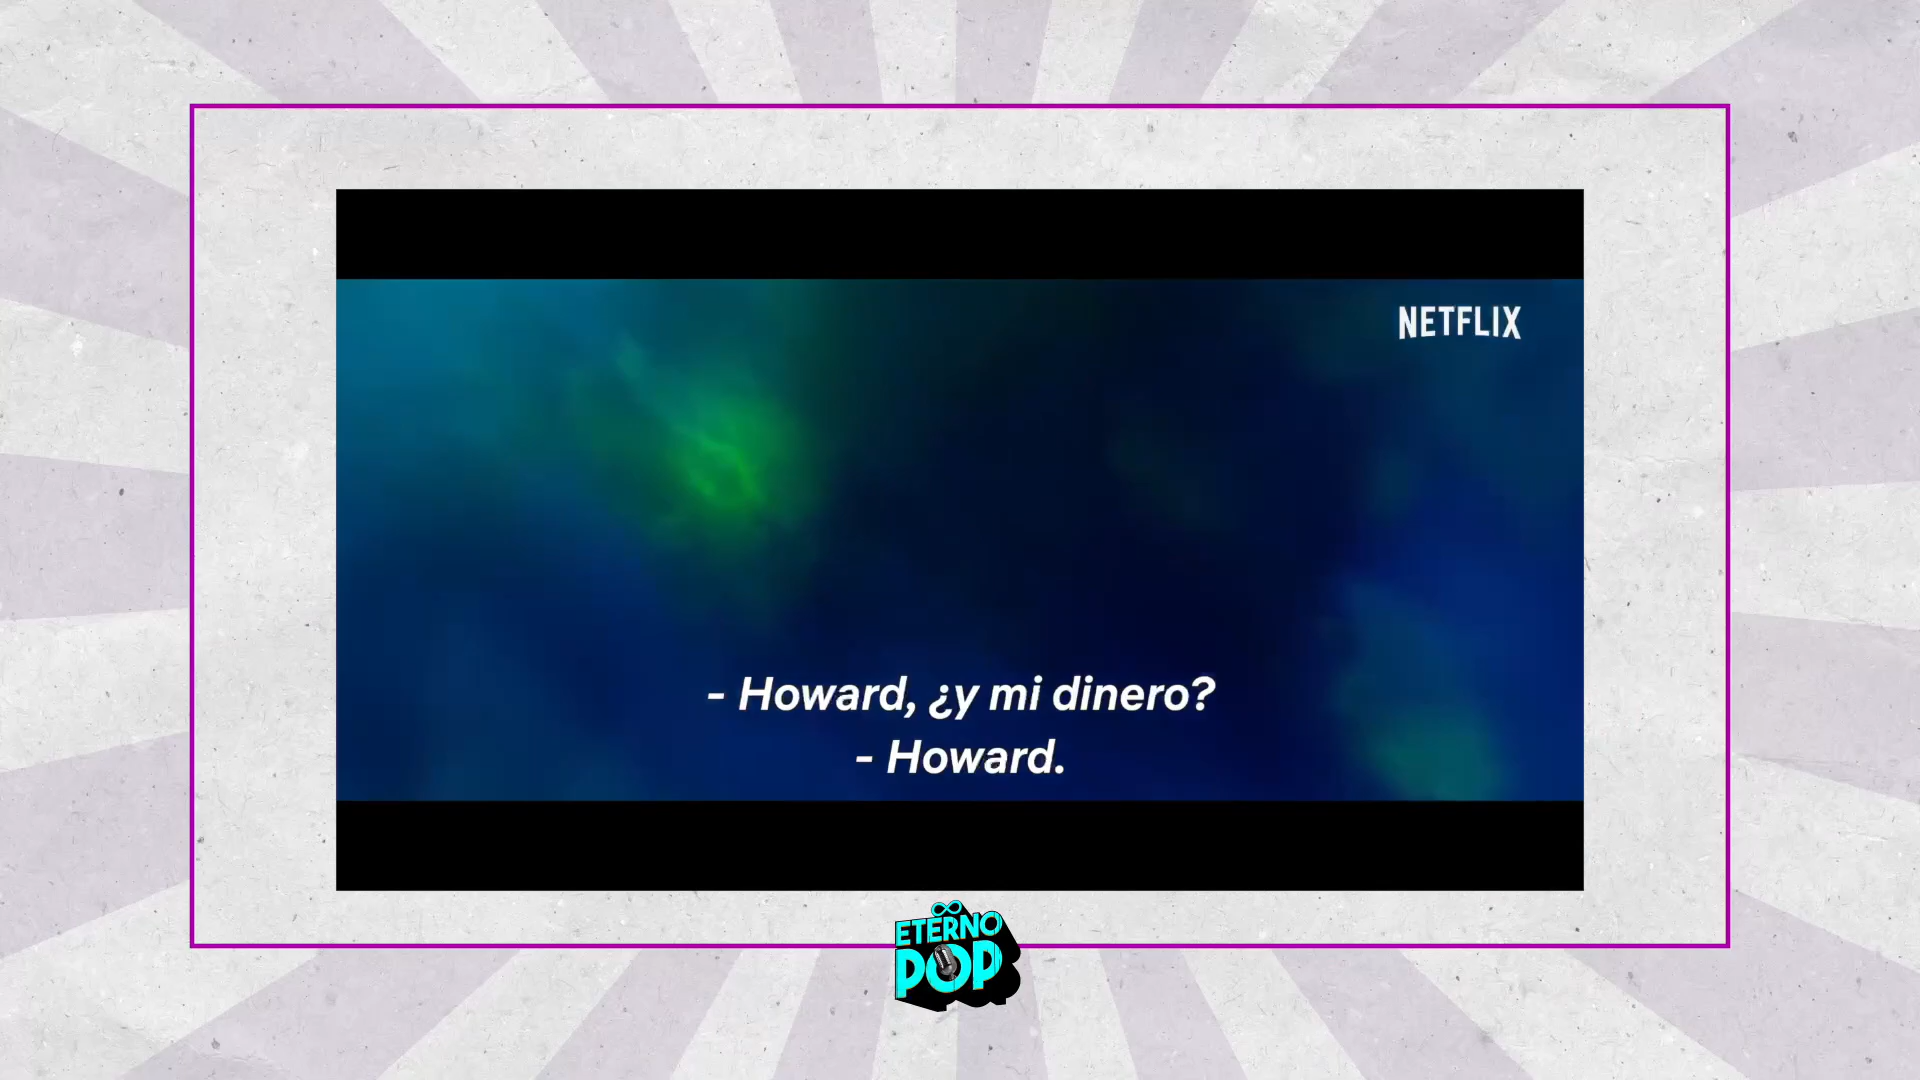 NETFLIX
- Howard, ¿y mi dinero?
- Howard.
ETERNO
POP